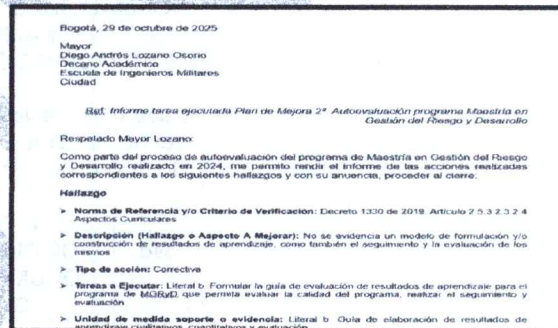 Bogotá, 29 de octubre de 2025
Mayor
Diego Andrés Lozano Osorio
Decano Académico
Escuela de Ingenieros Militares
Ciudad
Ref. Informe tarea ejecutada Plan de Mejora 2ª Autoevaluación programa Maestría en
Gestión del Riesgo y Desarrollo
Respetado Mayor Lozano:
Como parte del proceso de autoevaluación del programa de Maestría en Gestión del Riesgo
y Desarrollo realizado en 2024, me permito rendir el informe de las acciones realizadas
correspondientes a los siguientes hallazgos y con su anuencia, proceder al cierre:
Hallazgo
➢ Norma de Referencia y/o Criterio de Verificación: Decreto 1330 de 2019. Artículo 2.5.3.2.3.2.4
Aspectos Curriculares
➢ Descripción (Hallazgo o Aspecto A Mejorar): No se evidencia un modelo de formulación y/o
construcción de resultados de aprendizaje, como también el seguimiento y la evaluación de los
mismos
➢ Tipo de acción: Correctiva
➢ Tareas a Ejecutar: Literal b. Formular la guía de evaluación de resultados de aprendizaje para el
programa de MGRyD que permita evaluar la calidad del programa, realizar el seguimiento y
evaluación
➢ Unidad de medida soporte o evidencia: Literal b. Guía de elaboración de resultados de
aprendizaje cualitativos, cuantitativos y evaluación